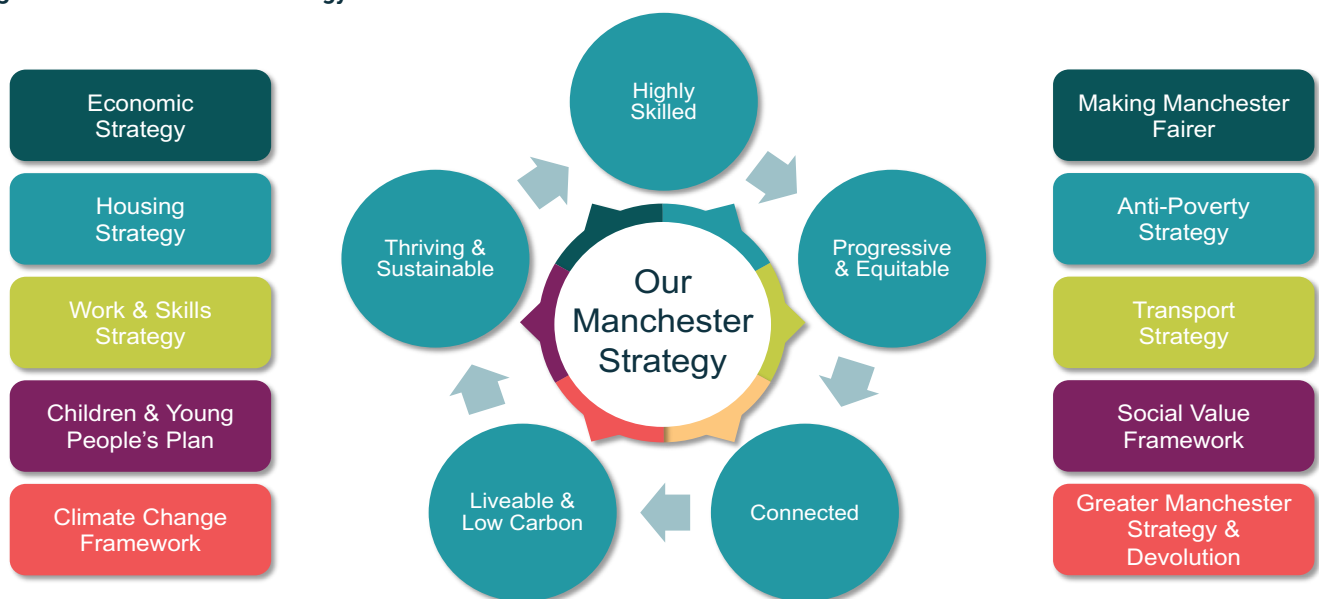 Economic
Strategy
Housing
Strategy
Work & Skills
Strategy
Children & Young
People's Plan
Climate Change
Framework
Highly
Skilled
Progressive
& Equitable
Connected
Liveable &
Low Carbon
Thriving &
Sustainable
Our
Manchester
Strategy
Making Manchester
Fairer
Anti-Poverty
Strategy
Transport
Strategy
Social Value
Framework
Greater Manchester
Strategy &
Devolution